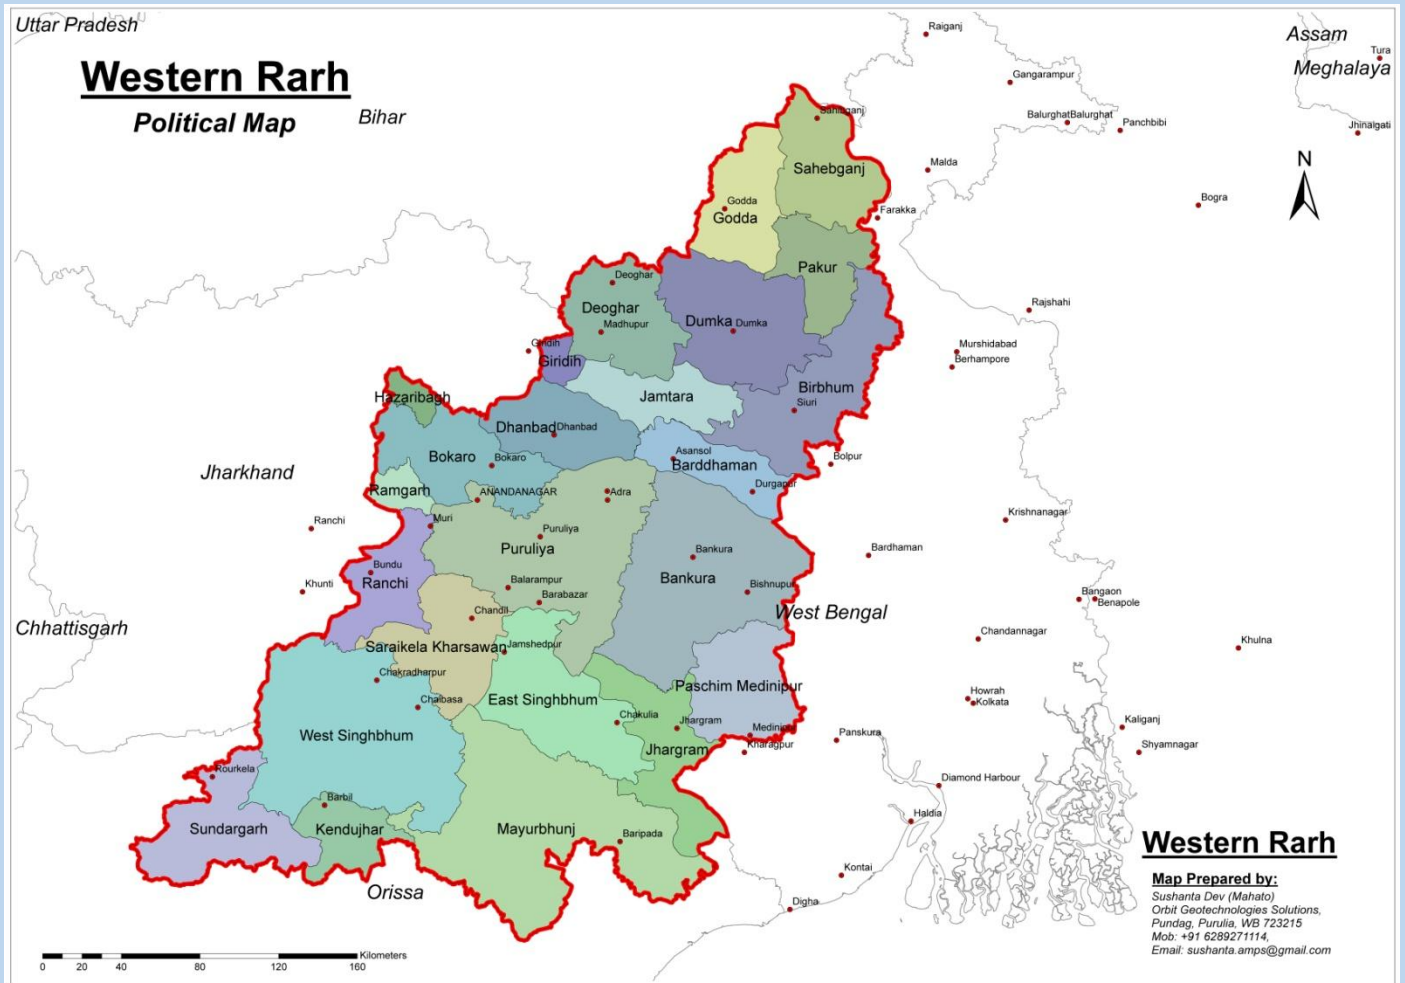 Uttar Pradesh
Western Rarh
Political Map
Bihar
Raiganj
Assam
Tura
Meghalaya
Gangarampur
Sahibganj
BalurghatBalurghat
Panchbibi
Jhinaigati
N
Malda
Sahebganj
Bogra
Godda
Godda
Farakka
Pakur
Deoghar
Deoghar
Madhupur
Rajshahi
Dumka
Dumka
Giridih
Giridih
Murshidabad
Berhampore
Hazaribagh
Jamtara
Birbhum
Siuri
Dhanbad
Dhanbad
Bokaro
Bokaro
Asansol
Barddhaman
Bolpur
Jharkhand
Ramgarh
ANANDANAGAR
Adra
Durgapur
Ranchi
Muri
Krishnanagar
Puruliya
Puruliya
Bankura
Bardhaman
Bundu
Ranchi
Khunti
Balarampur
Barabazar
Bankura
Bishnupur
Bangaon
Benapole
Chandil
West Bengal
Chhattisgarh
Chandannagar
Khulna
Saraikela Kharsawan
Jamshedpur
Chakradharpur
Paschim Medinipur
Chaibasa
East Singhbhum
Howrah
Kolkata
Chakulia
Jhargram
Medinipur
Kaliganj
West Singhbhum
Jhargram
Kharagpur
Panskura
Shyamnagar
Rourkela
Diamond Harbour
Barbil
Haldia
Sundargarh
Kendujhar
Mayurbhunj
Baripada
Western Rarh
Kontai
Map Prepared by:
Orissa
Sushanta Dev (Mahato)
Digha
Orbit Geotechnologies Solutions,
Pundag, Purulia, WB 723215
Mob: +91 6289271114,
Email: sushanta.amps@gmail.com
Kilometers
0 20 40 80 120 160